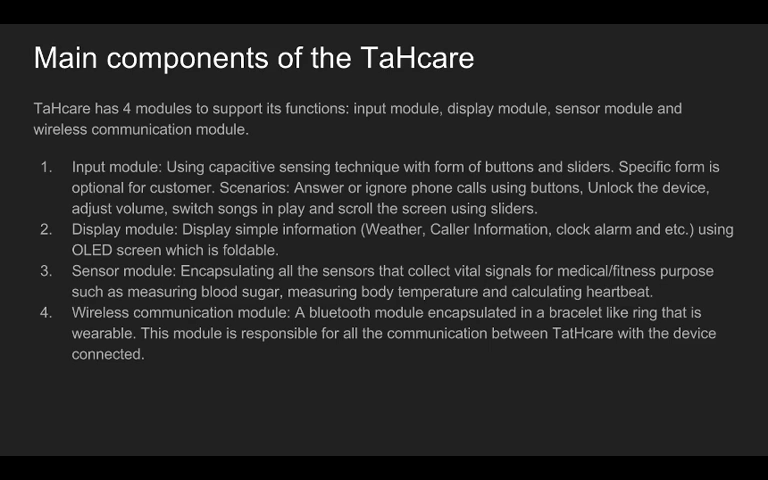 Main components of the TaHcare
TaHcare has 4 modules to support its functions: input module, display module, sensor module and
wireless communication module.
1. Input module: Using capacitive sensing technique with form of buttons and sliders. Specific form is
optional for customer. Scenarios: Answer or ignore phone calls using buttons, Unlock the device,
adjust volume, switch songs in play and scroll the screen using sliders.
2. Display module: Display simple information (Weather, Caller Information, clock alarm and etc.) using
OLED screen which is foldable.
3. Sensor module: Encapsulating all the sensors that collect vital signals for medical/fitness purpose
such as measuring blood sugar, measuring body temperature and calculating heartbeat.
4. Wireless communication module: A bluetooth module encapsulated in a bracelet like ring that is
wearable. This module is responsible for all the communication between TatHcare with the device
connected.